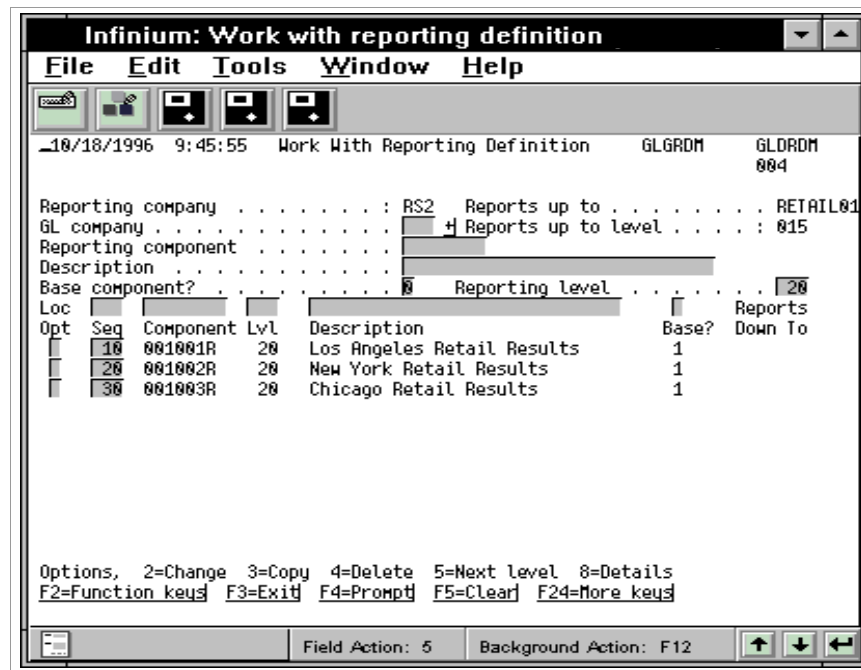 Infinium: Work with reporting definition
File Edit Tools Window Help
10/18/1996 9:45:55 Work With Reporting Definition GLGRDM GLDRDM
004
Reporting company . . . . . . . : RS2 Reports up to . . . . . . . . RETAIL01
GL company . . . . . . . . . . . . + Reports up to level . . . . : 015
Reporting component . . . . . . .
Description . . . . . . . . . . .
Base component? . . . . . . . . . 0 Reporting level . . . . . . . 20
Loc Reports
Opt Seq Component Lvl Description Base? Down To
10 001001R 20 Los Angeles Retail Results 1
20 001002R 20 New York Retail Results 1
30 001003R 20 Chicago Retail Results 1
Options, 2=Change 3=Copy 4=Delete 5=Next level 8=Details
F2=Function keys F3=Exit F4=Prompt F5=Clear F24=More keys
Field Action: 5 Background Action: F12